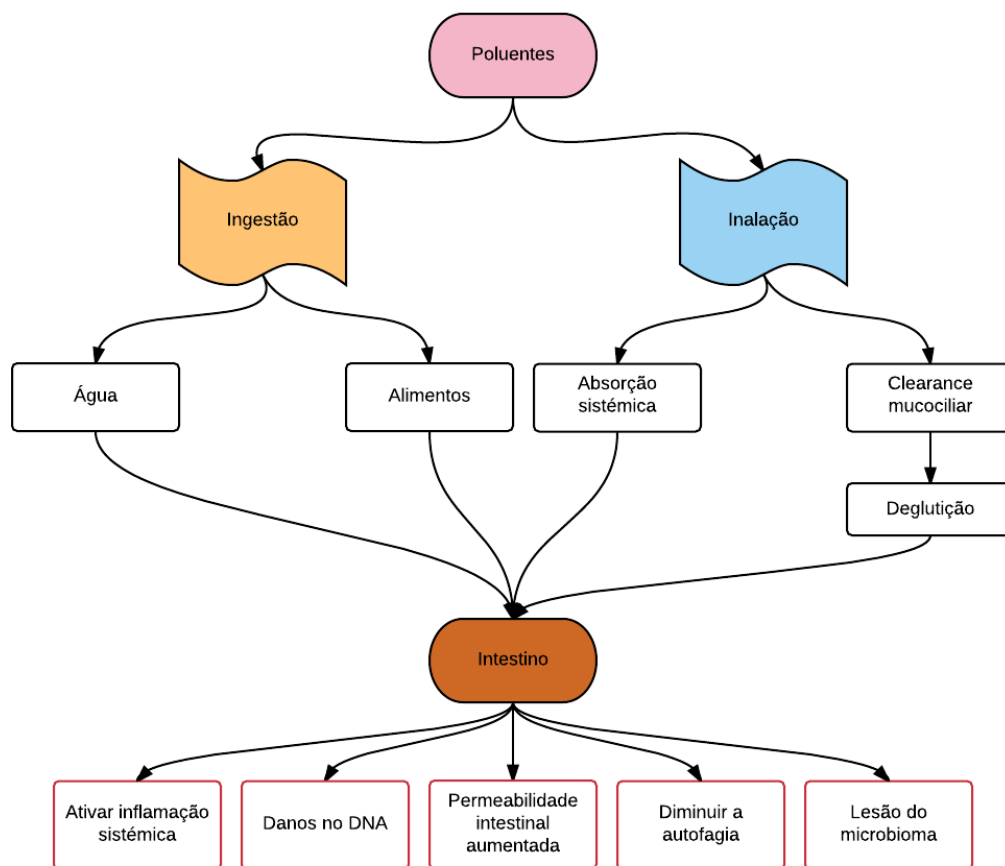 Poluentes
Ingestão
Inalação
Água
Alimentos
Absorção
sistémica
Clearance
mucociliar
Deglutição
Intestino
Ativar inflamação
sistémica
Danos no DNA
Permeabilidade
intestinal
aumentada
Diminuir a
autofagia
Lesão do
microbioma